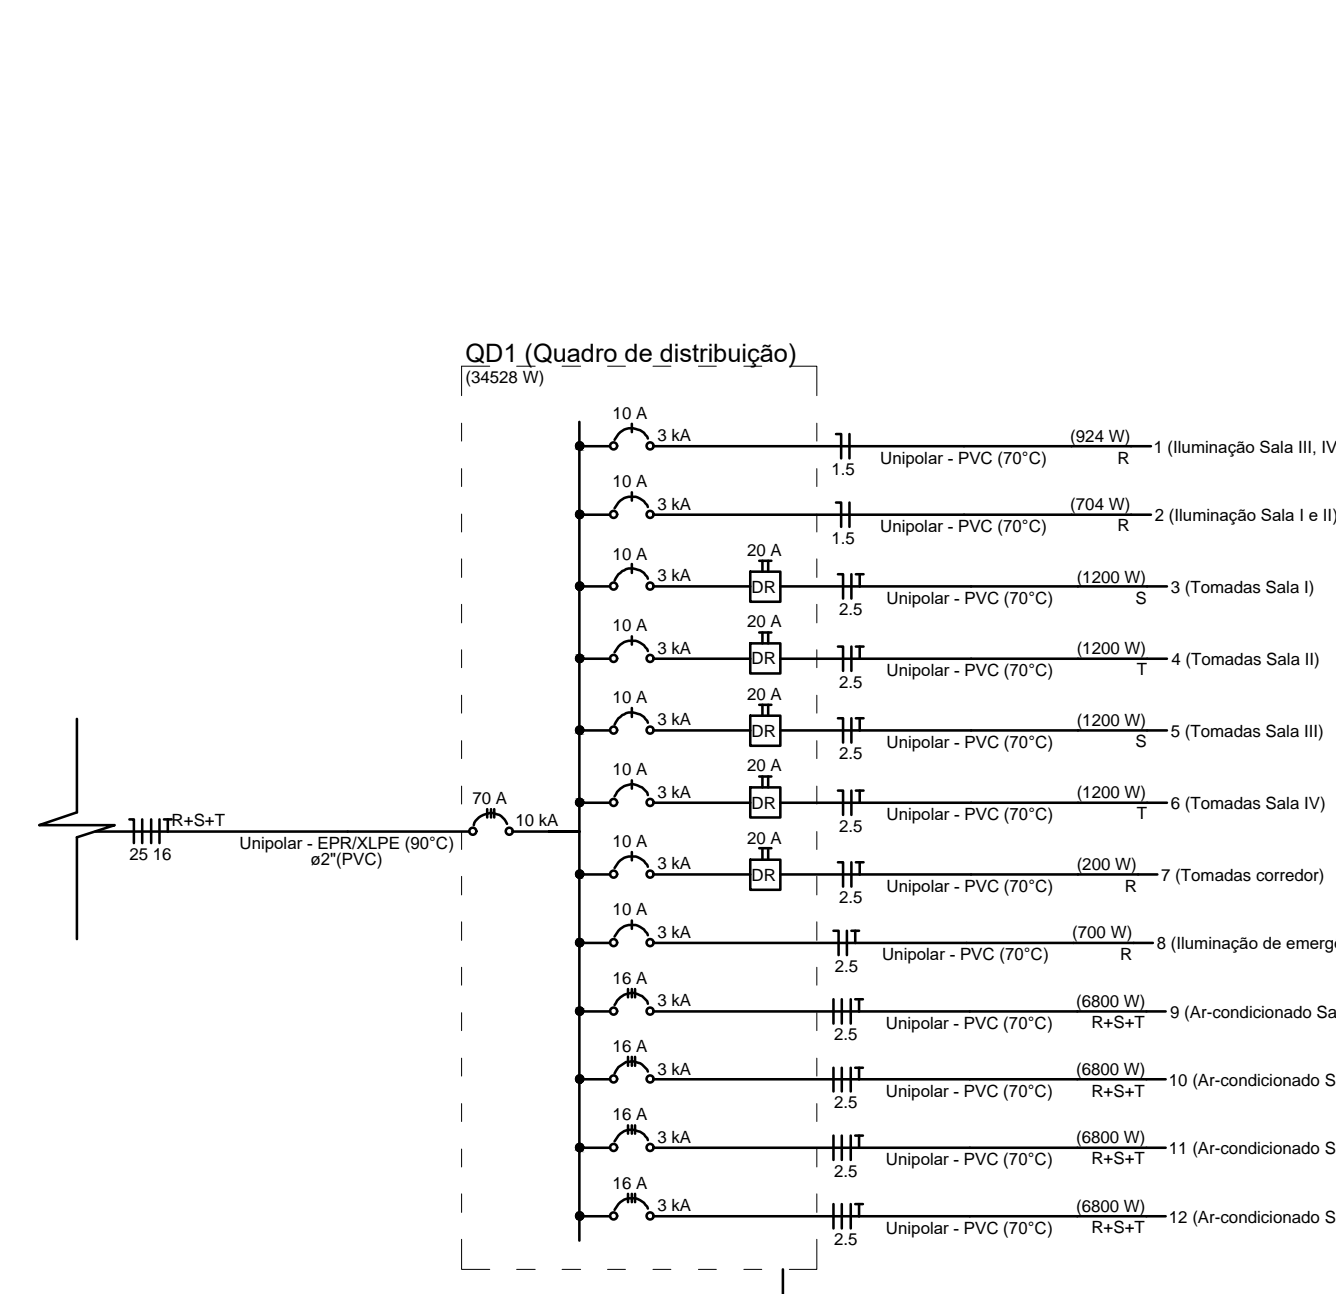 QD1 (Quadro de distribuição)
(34528 W)
10 A
3 kA
1.5
Unipolar - PVC (70°C)
(924 W)
R
1 (Iluminação Sala III, IV
10 A
3 kA
1.5
Unipolar - PVC (70°C)
(704 W)
R
2 (Iluminação Sala I e II)
10 A
3 kA
20 A
DR
T
2.5
Unipolar - PVC (70°C)
(1200 W)
S
3 (Tomadas Sala I)
10 A
3 kA
20 A
DR
T
2.5
Unipolar - PVC (70°C)
(1200 W)
T
4 (Tomadas Sala II)
10 A
3 kA
20 A
DR
T
2.5
Unipolar - PVC (70°C)
(1200 W)
S
5 (Tomadas Sala III)
10 A
3 kA
20 A
DR
T
2.5
Unipolar - PVC (70°C)
(1200 W)
T
6 (Tomadas Sala IV)
R+S+T
25 16
Unipolar - EPR/XLPE (90°C)
ø2"(PVC)
70 A
10 kA
10 A
3 kA
20 A
DR
T
2.5
Unipolar - PVC (70°C)
(200 W)
R
7 (Tomadas corredor)
10 A
3 kA
T
2.5
Unipolar - PVC (70°C)
(700 W)
R
8 (Iluminação de emerg
16 A
3 kA
T
2.5
Unipolar - PVC (70°C)
(6800 W)
R+S+T
9 (Ar-condicionado Sa
16 A
3 kA
T
2.5
Unipolar - PVC (70°C)
(6800 W)
R+S+T
10 (Ar-condicionado S
16 A
3 kA
T
2.5
Unipolar - PVC (70°C)
(6800 W)
R+S+T
11 (Ar-condicionado S
16 A
3 kA
T
2.5
Unipolar - PVC (70°C)
(6800 W)
R+S+T
12 (Ar-condicionado S